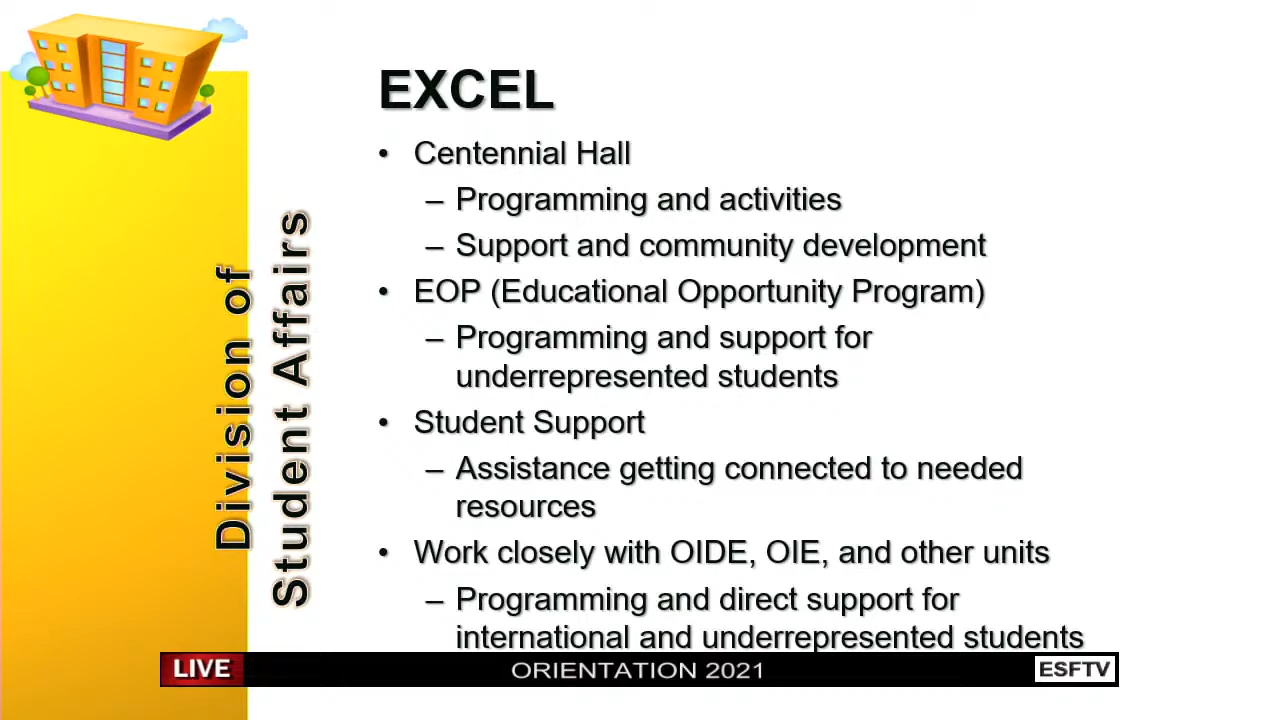 EXCEL
• Centennial Hall
– Programming and activities
– Support and community development
• EOP (Educational Opportunity Program)
– Programming and support for
underrepresented students
• Student Support
– Assistance getting connected to needed
resources
• Work closely with OIDE, OIE, and other units
– Programming and direct support for
international and underrepresented students
Division of
Student Affairs
LIVE
ORIENTATION 2021
ESFTV